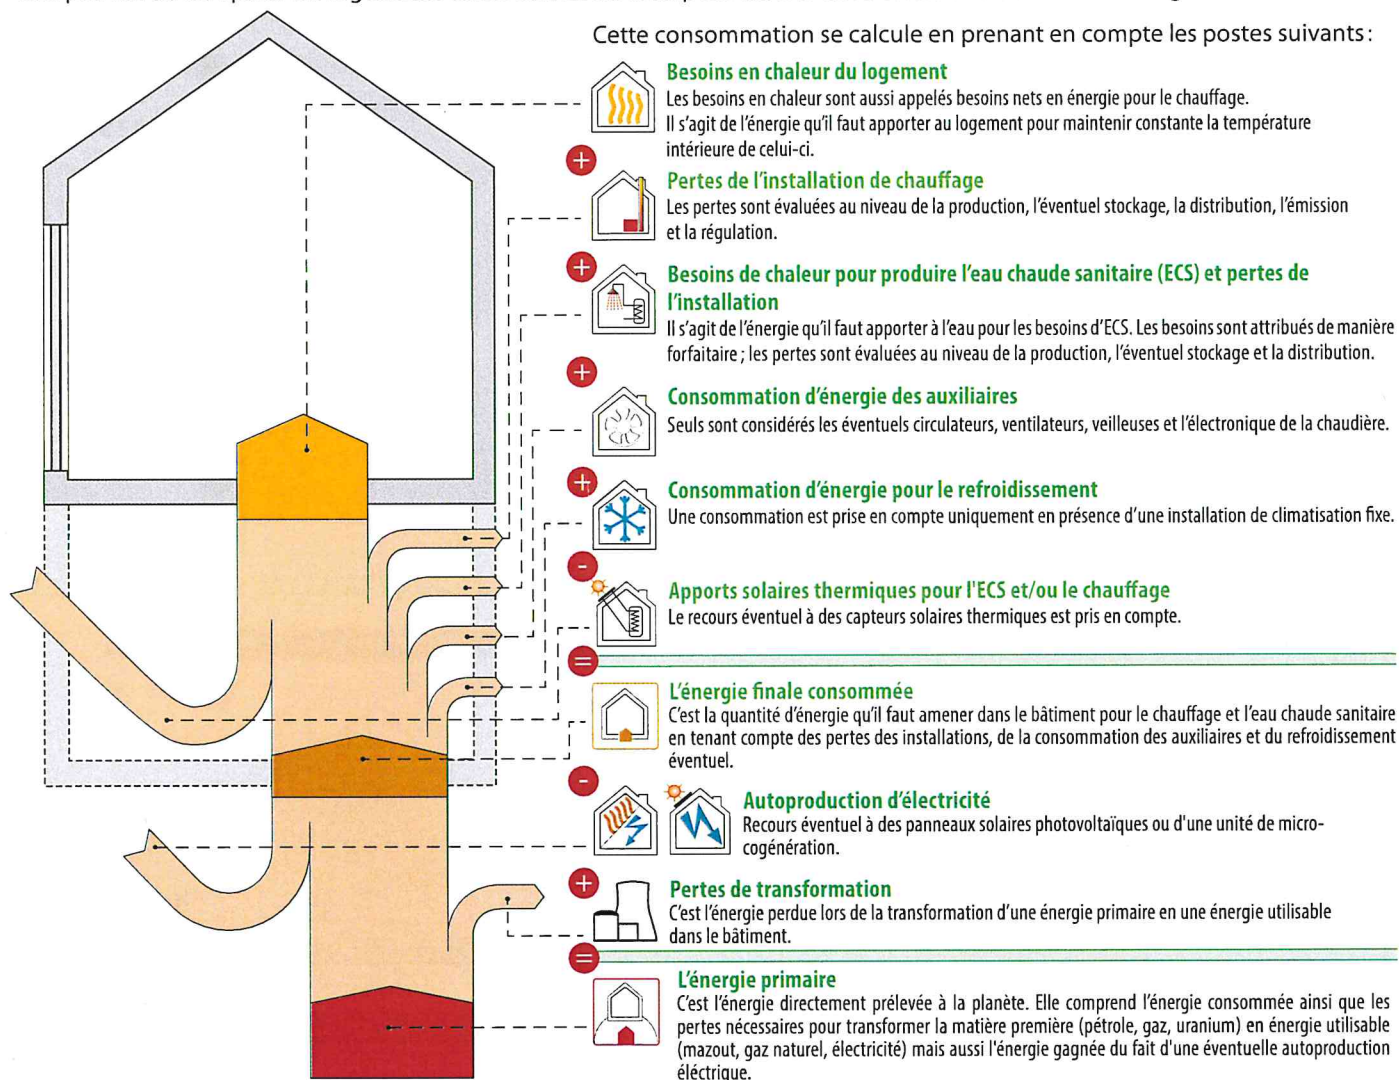 Cette consommation se calcule en prenant en compte les postes suivants :
Besoins en chaleur du logement
Les besoins en chaleur sont aussi appelés besoins nets en énergie pour le chauffage.
Il s'agit de l'énergie qu'il faut apporter au logement pour maintenir constante la température
intérieure de celui-ci.
+
Pertes de l'installation de chauffage
Les pertes sont évaluées au niveau de la production, l'éventuel stockage, la distribution, l'émission
et la régulation.
+
Besoins de chaleur pour produire l'eau chaude sanitaire (ECS) et pertes de
l'installation
Il s'agit de l'énergie qu'il faut apporter à l'eau pour les besoins d'ECS. Les besoins sont attribués de manière
forfaitaire ; les pertes sont évaluées au niveau de la production, l'éventuel stockage et la distribution.
+
Consommation d'énergie des auxiliaires
Seuls sont considérés les éventuels circulateurs, ventilateurs, veilleuses et l'électronique de la chaudière.
+
Consommation d'énergie pour le refroidissement
Une consommation est prise en compte uniquement en présence d'une installation de climatisation fixe.
-
Apports solaires thermiques pour l'ECS et/ou le chauffage
Le recours éventuel à des capteurs solaires thermiques est pris en compte.
=
L'énergie finale consommée
C'est la quantité d'énergie qu'il faut amener dans le bâtiment pour le chauffage et l'eau chaude sanitaire
en tenant compte des pertes des installations, de la consommation des auxiliaires et du refroidissement
éventuel.
-
Autoproduction d'électricité
Recours éventuel à des panneaux solaires photovoltaïques ou d'une unité de micro-
cogénération.
+
Pertes de transformation
C'est l'énergie perdue lors de la transformation d'une énergie primaire en une énergie utilisable
dans le bâtiment.
=
L'énergie primaire
C'est l'énergie directement prélevée à la planète. Elle comprend l'énergie consommée ainsi que les
pertes nécessaires pour transformer la matière première (pétrole, gaz, uranium) en énergie utilisable
(mazout, gaz naturel, électricité) mais aussi l'énergie gagnée du fait d'une éventuelle autoproduction
éléctrique.